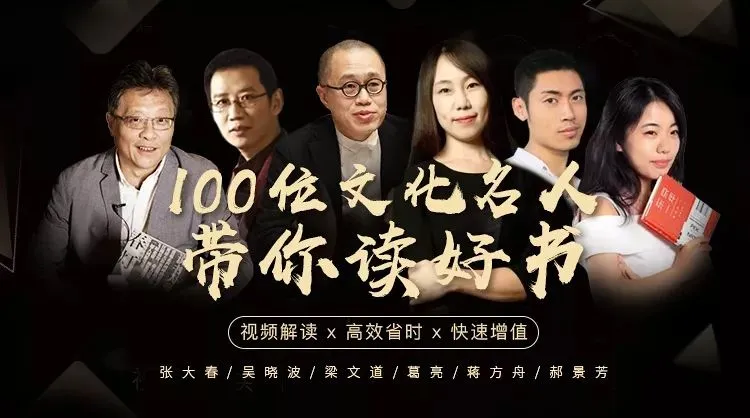 100位文化名人
带你读好书
视频解读 x 高效省时 x 快速增值
张大春/吴晓波/梁文道/葛亮/蒋方舟/郝景芳